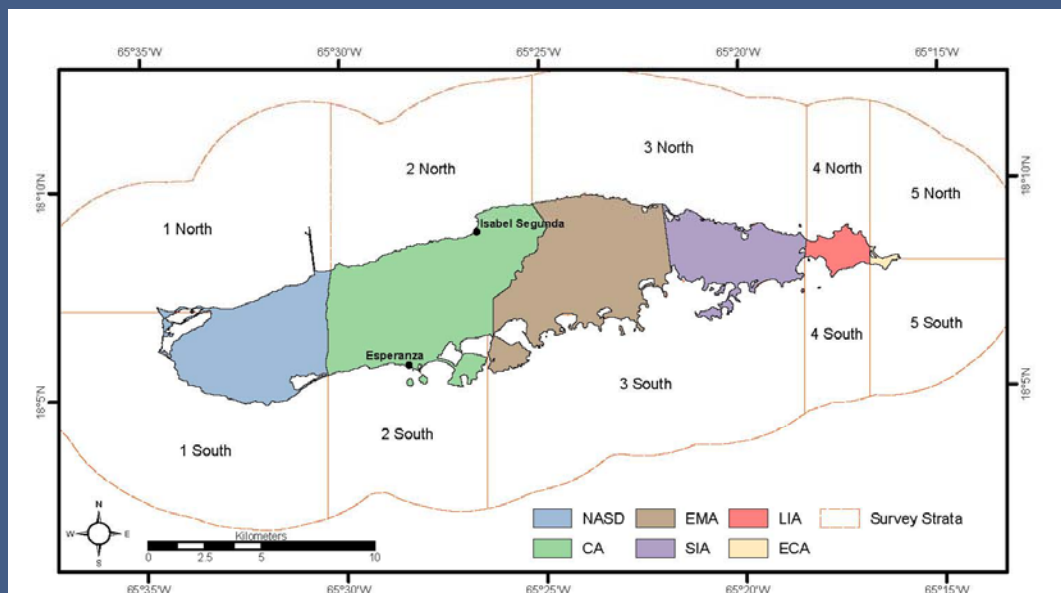 65°35'W 65°30'W 65°25'W 65°20'W 65°15'W
18°10'N
18°10'N
3 North
2 North
4 North
5 North
1 North
Isabel Segunda
Esperanza
4 South
5 South
18°5'N
18°5'N
3 South
2 South
1 South
N
W E
S
Kilometers
0 2.5 5 10
NASD EMA LIA Survey Strata
CA SIA ECA
65°35'W 65°30'W 65°25'W 65°20'W 65°15'W